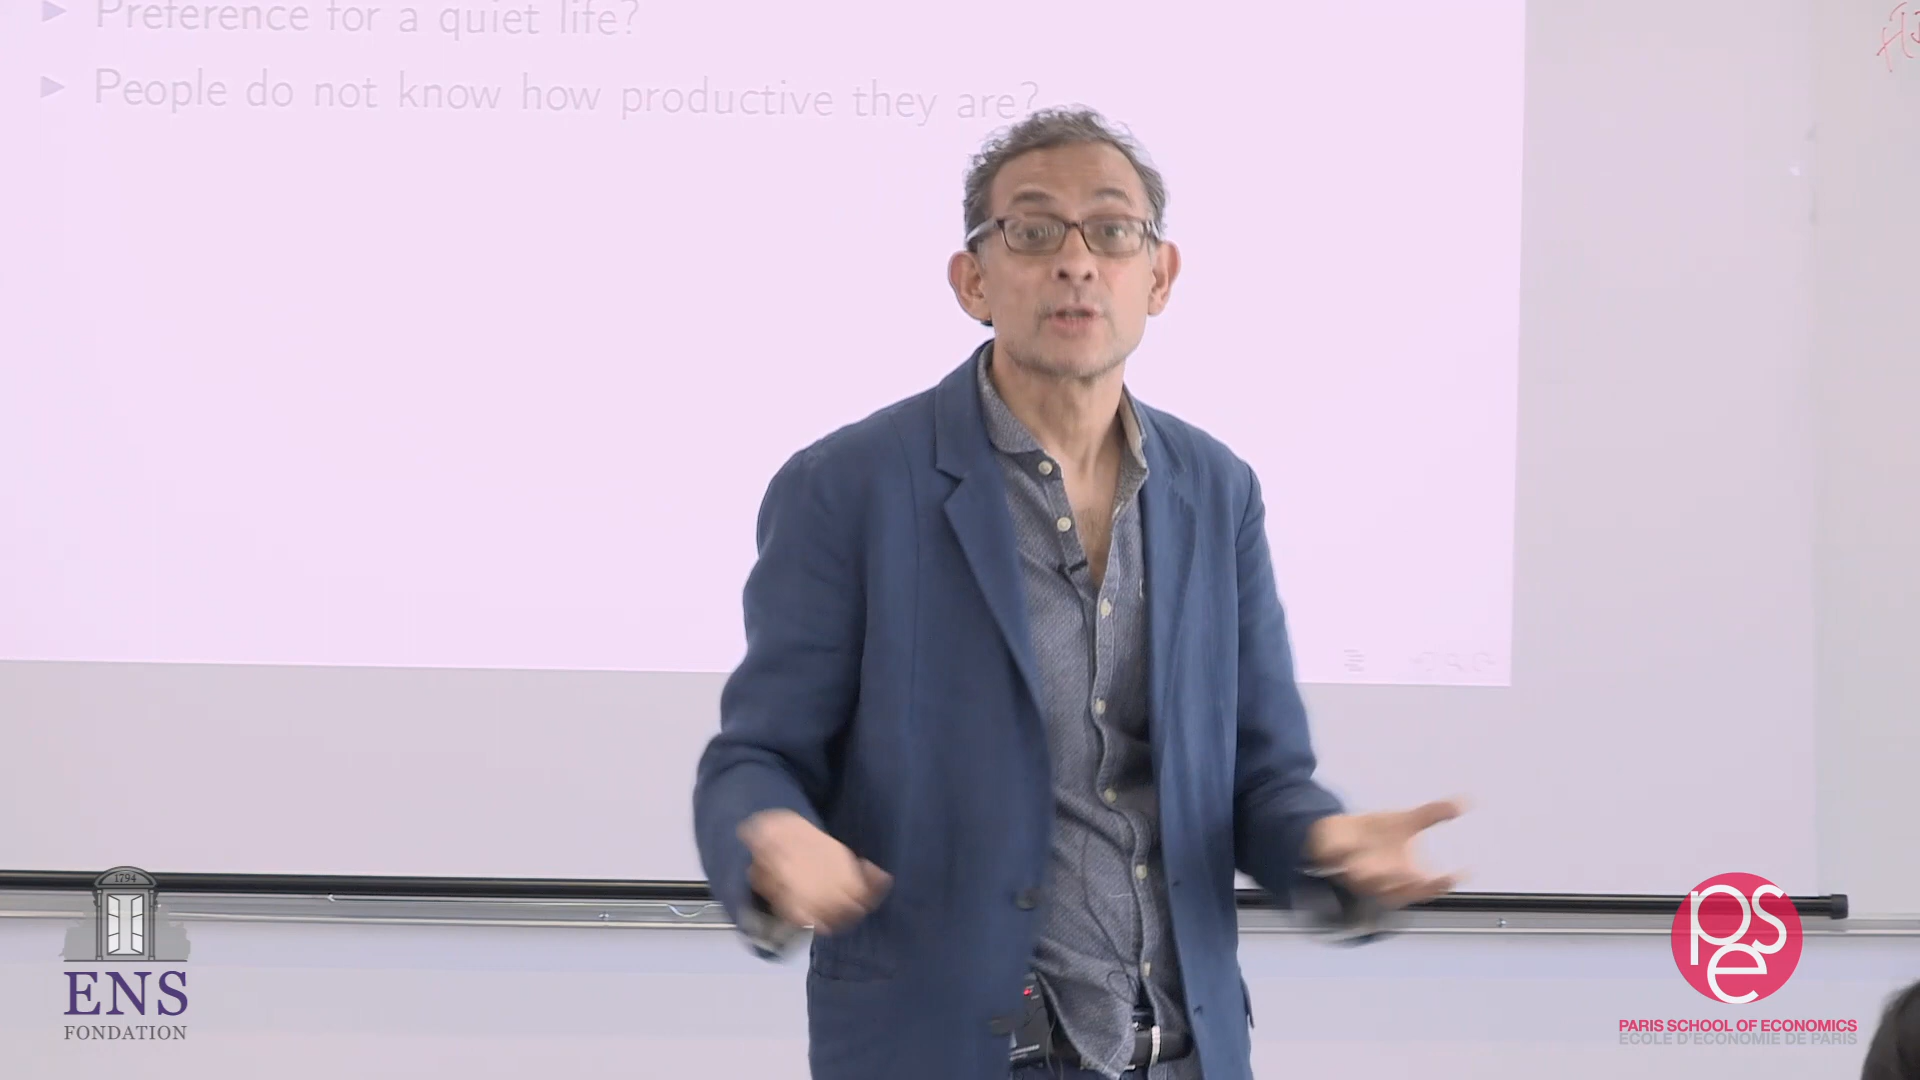 Preference for a quiet life?
People do not know how productive they are?
1794
ENS
FONDATION
pse
PARIS SCHOOL OF ECONOMICS
ECOLE D'ECONOMIE DE PARIS